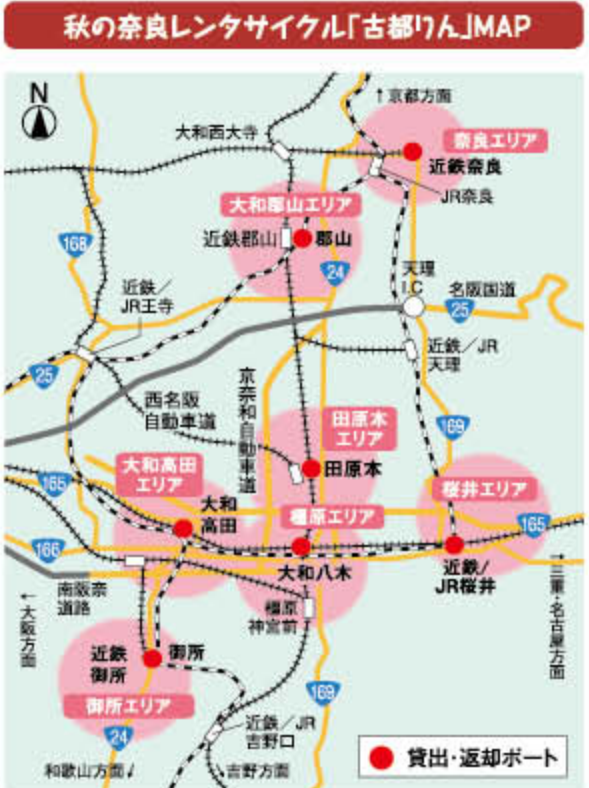 秋の奈良レンタサイクル「古都りん」MAP
N
↑京都方面
大和西大寺
奈良エリア
近鉄奈良
JR奈良
大和郡山エリア
近鉄郡山
郡山
168
24
天理
I.C
名阪国道
25
近鉄/
JR王寺
近鉄/JR
天理
25
西名阪
自動車道
京奈和自動車道
169
田原本
エリア
田原本
大和高田
エリア
桜井エリア
165
大和
高田
橿原エリア
165
166
大和八木
近鉄/
JR桜井
南阪奈
道路
橿原
神宮前
←大阪方面
→三重・名古屋方面
近鉄
御所
御所
御所エリア
169
24
近鉄/JR
吉野口
和歌山方面↓
↓吉野方面
貸出・返却ポート